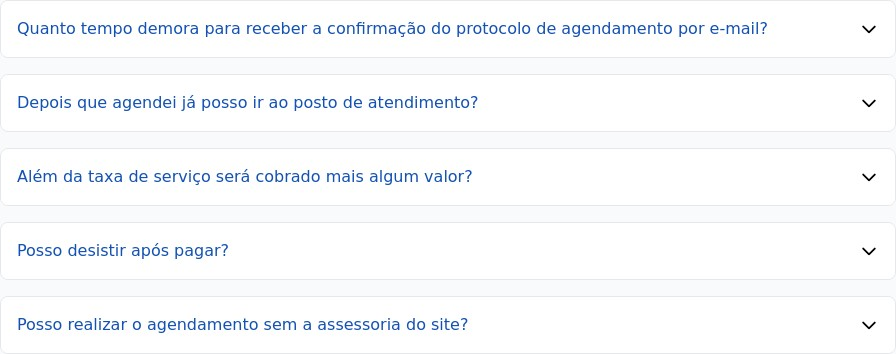 Quanto tempo demora para receber a confirmação do protocolo de agendamento por e-mail?
Depois que agendei já posso ir ao posto de atendimento?
Além da taxa de serviço será cobrado mais algum valor?
Posso desistir após pagar?
Posso realizar o agendamento sem a assessoria do site?